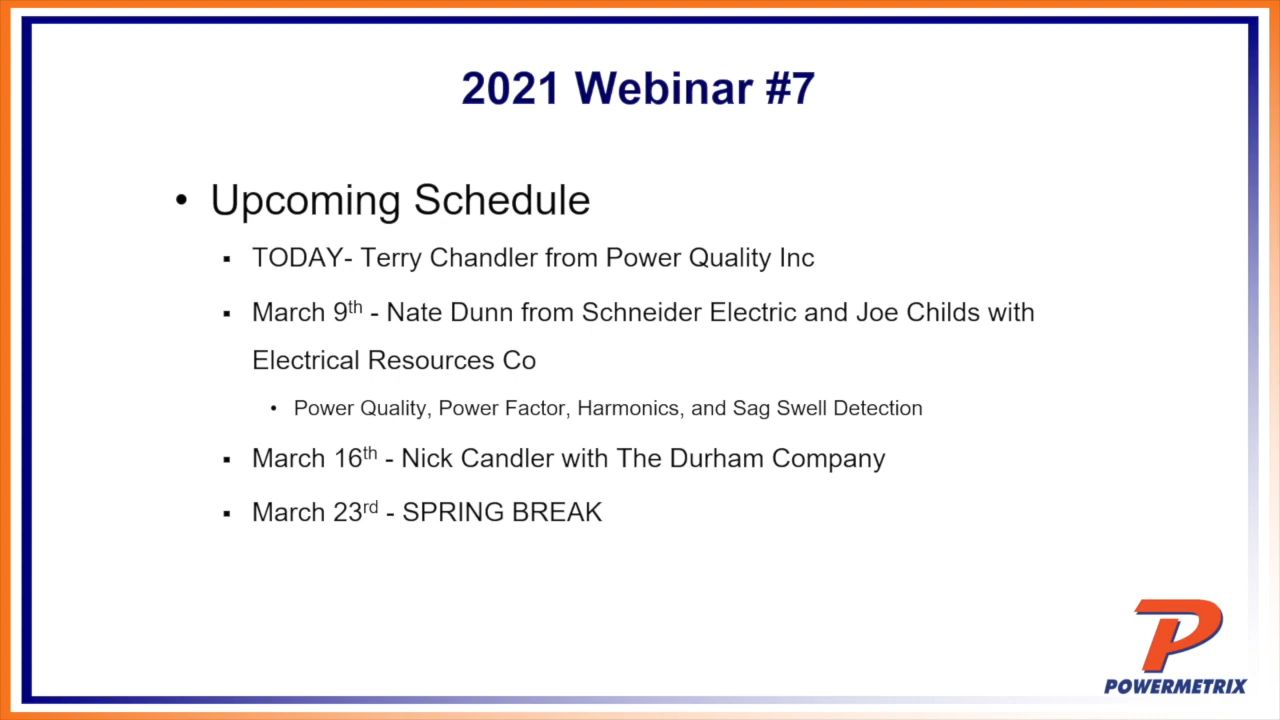 2021 Webinar #7
• Upcoming Schedule
▪ TODAY- Terry Chandler from Power Quality Inc
▪ March 9th - Nate Dunn from Schneider Electric and Joe Childs with
Electrical Resources Co
• Power Quality, Power Factor, Harmonics, and Sag Swell Detection
▪ March 16th - Nick Candler with The Durham Company
▪ March 23rd - SPRING BREAK
P
POWERMETRIX